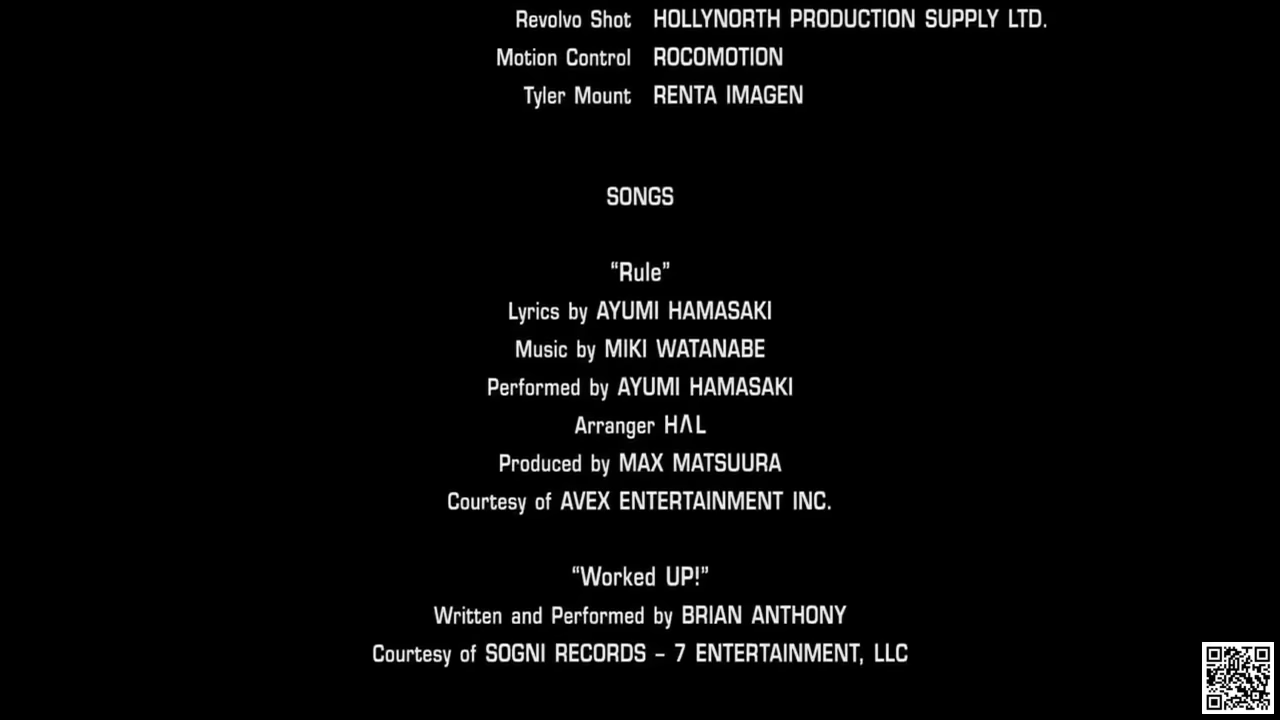 Revolvo Shot HOLLYNORTH PRODUCTION SUPPLY LTD.
Motion Control ROCOMOTION
Tyler Mount RENTA IMAGEN
SONGS
“Rule”
Lyrics by AYUMI HAMASAKI
Music by MIKI WATANABE
Performed by AYUMI HAMASAKI
Arranger HΛL
Produced by MAX MATSUURA
Courtesy of AVEX ENTERTAINMENT INC.
“Worked UP!”
Written and Performed by BRIAN ANTHONY
Courtesy of SOGNI RECORDS – 7 ENTERTAINMENT, LLC